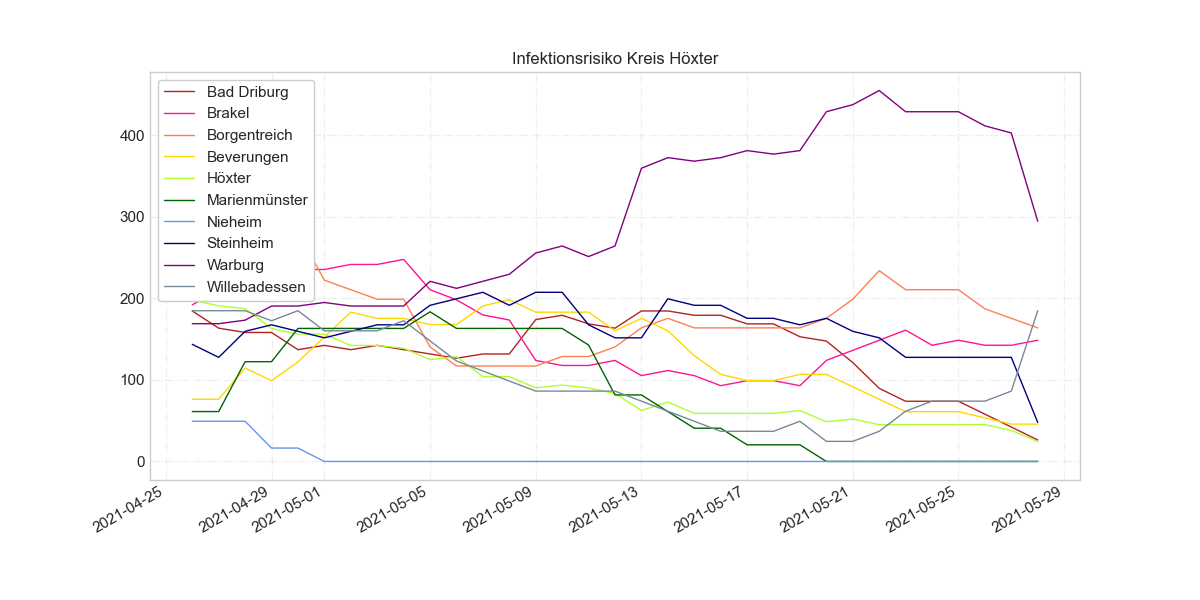 Infektionsrisiko Kreis Höxter
Bad Driburg
Brakel
Borgentreich
Beverungen
Höxter
Marienmünster
Nieheim
Steinheim
Warburg
Willebadessen
400
300
200
100
0
2021-04-25
2021-04-29
2021-05-01
2021-05-05
2021-05-09
2021-05-13
2021-05-17
2021-05-21
2021-05-25
2021-05-29